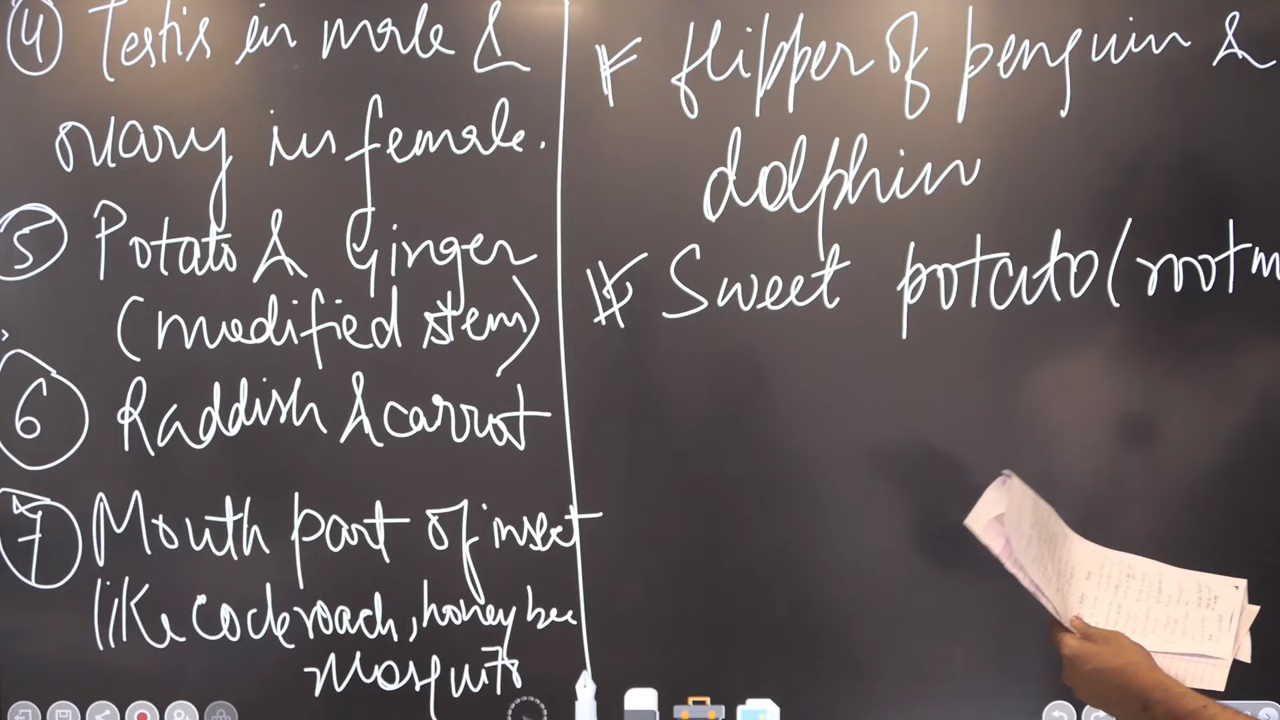 ④ Testis in male &
ovary in female.
⑤ Potato & Ginger
(modified stem)
⑥ Raddish & carrot
⑦ Mouth part of insect
like cockroach, honey bee
Mosquito
* flipper of penguin &
dolphin
* Sweet potato (root m